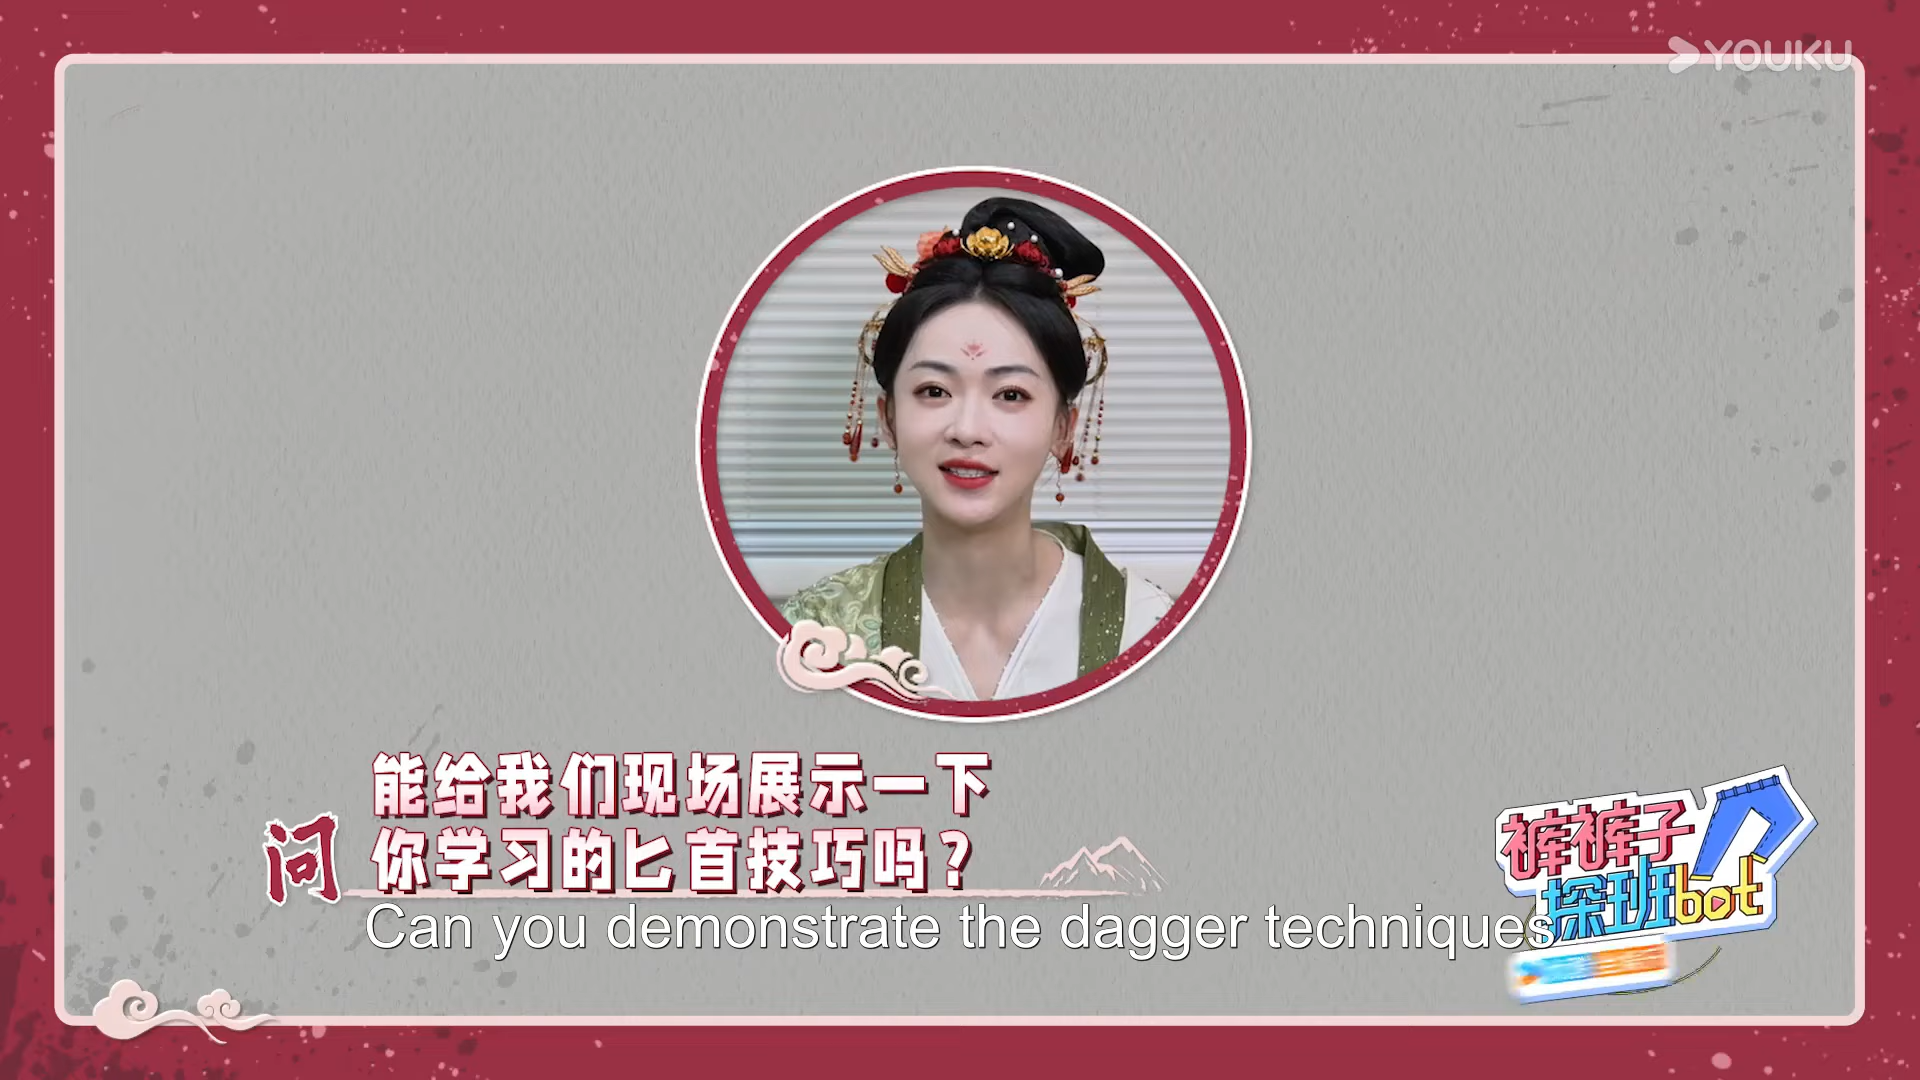 YOUKU
问
能给我们现场展示一下
你学习的匕首技巧吗？
Can you demonstrate the dagger techniques
裤裤子
探班bot